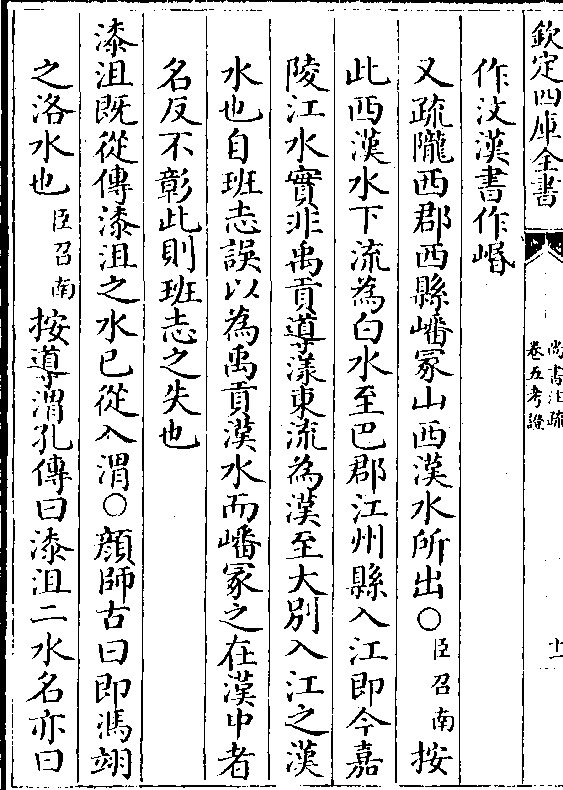 欽定四庫全書
尚書注疏
卷五考證
十一
作汶漢書作㟭
又疏隴西郡西縣嶓冢山西漢水所出○臣召南按
此西漢水下流為白水至巴郡江州縣入江即今嘉
陵江水實非禹貢導漾東流為漢至大別入江之漢
水也自班志誤以為禹貢漢水而嶓冢之在漢中者
名反不彰此則班志之失也
漆沮既從傳漆沮之水已從入渭○顏師古曰即馮翊
之洛水也臣召南按導渭孔傳曰漆沮二水名亦曰